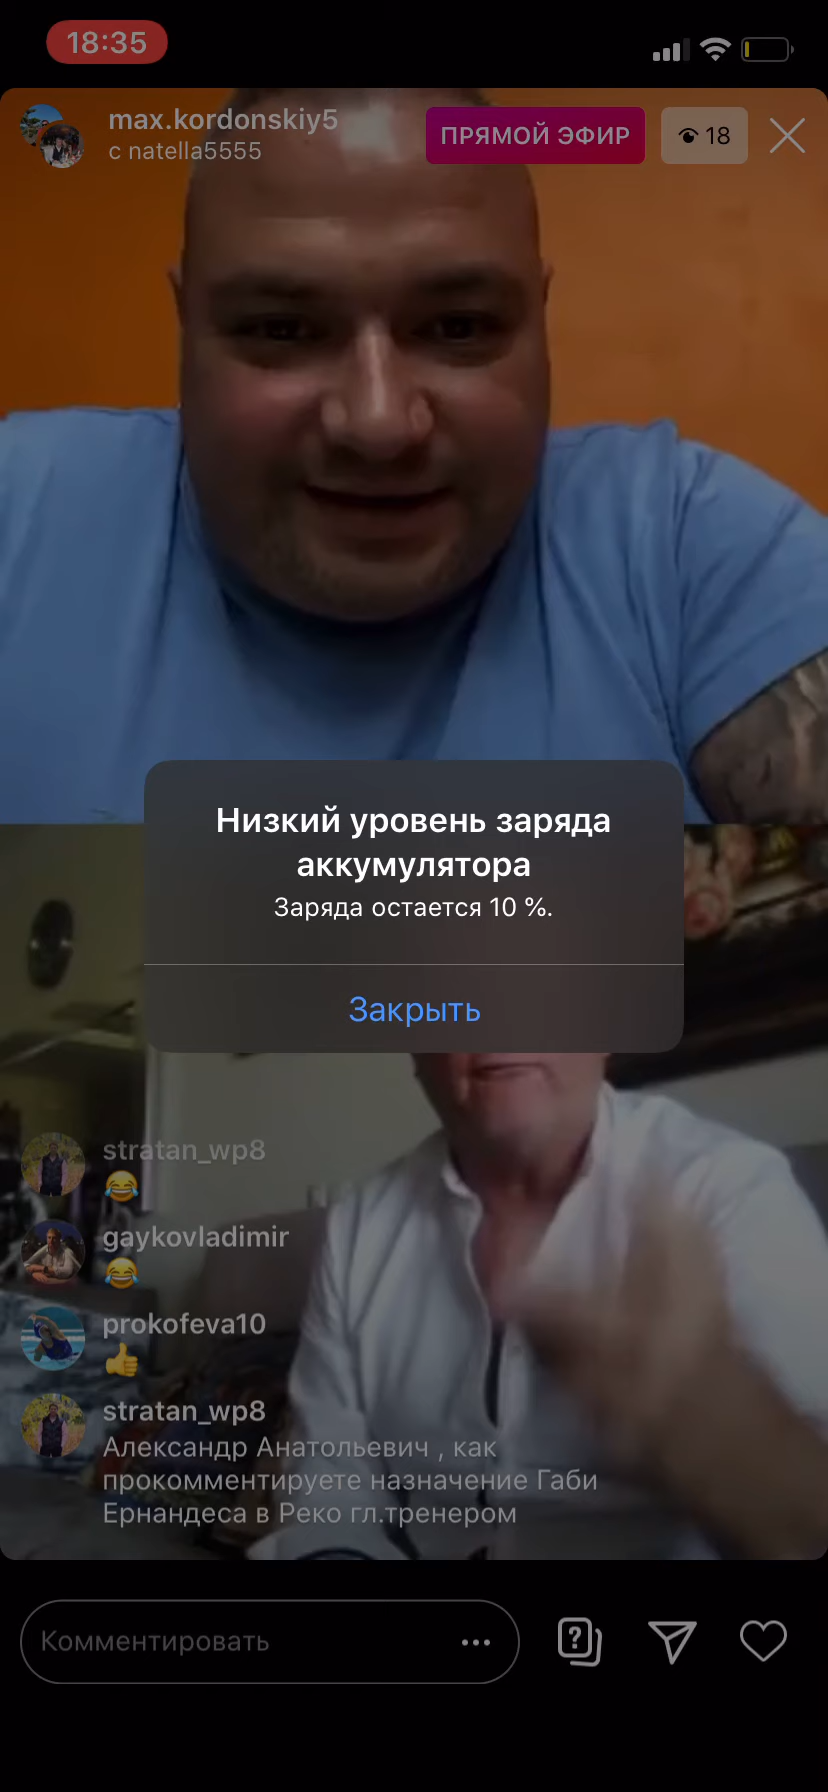 18:35
max.kordonskiy5
с natella5555
ПРЯМОЙ ЭФИР
18
Низкий уровень заряда
аккумулятора
Заряда остается 10 %.
Закрыть
stratan_wp8
😂
gaykovladimir
😂
prokofeva10
👍
stratan_wp8
Александр Анатольевич , как
прокомментируете назначение Габи
Ернандеса в Реко гл.тренером
Комментировать